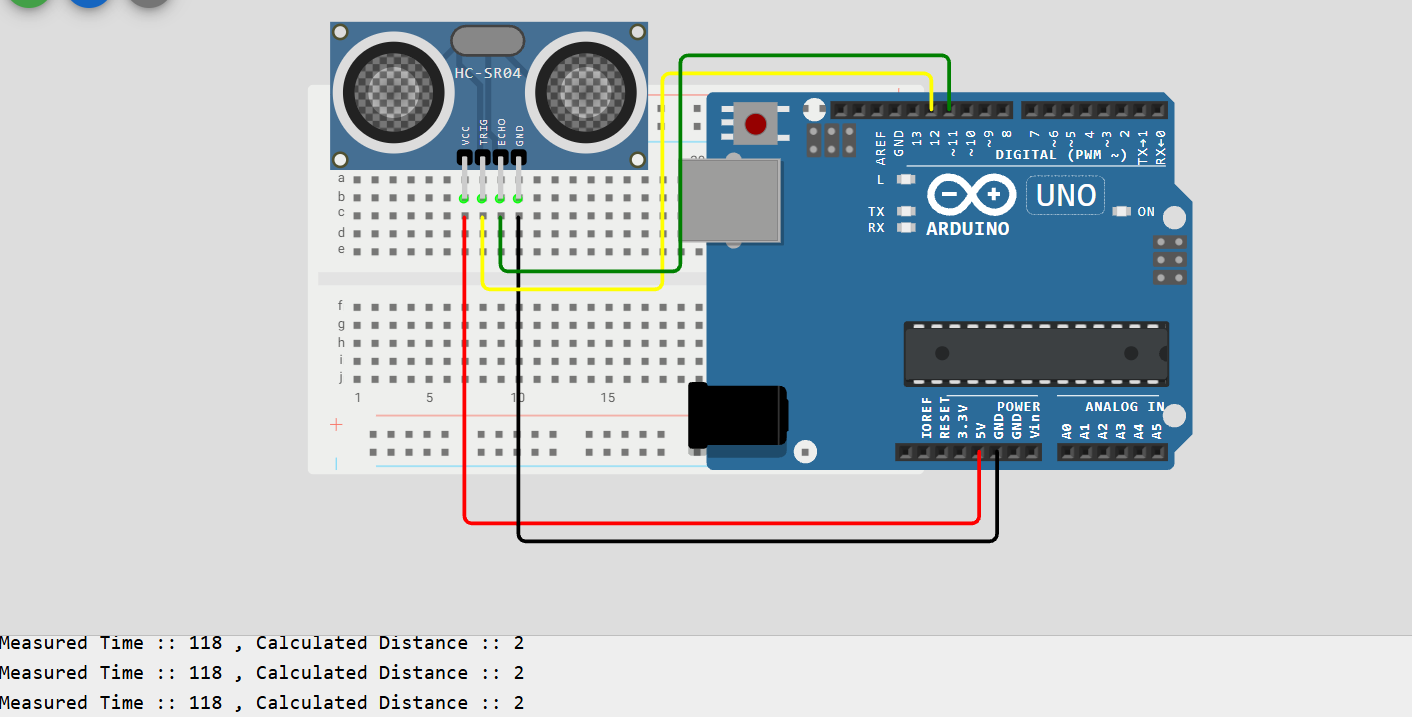 HC-SR04
VCC
TRIG
ECHO
GND
a
b
c
d
e
f
g
h
i
j
1 5 10 15
+
AREF
GND
13
12
~11
~10
~9
8
7
~6
~5
4
~3
2
TX→1
RX←0
DIGITAL (PWM ~)
L
TX
RX
UNO
ON
ARDUINO
IOREF
RESET
3.3V
5V
GND
GND
Vin
POWER
ANALOG IN
A0
A1
A2
A3
A4
A5
Measured Time :: 118 , Calculated Distance :: 2
Measured Time :: 118 , Calculated Distance :: 2
Measured Time :: 118 , Calculated Distance :: 2